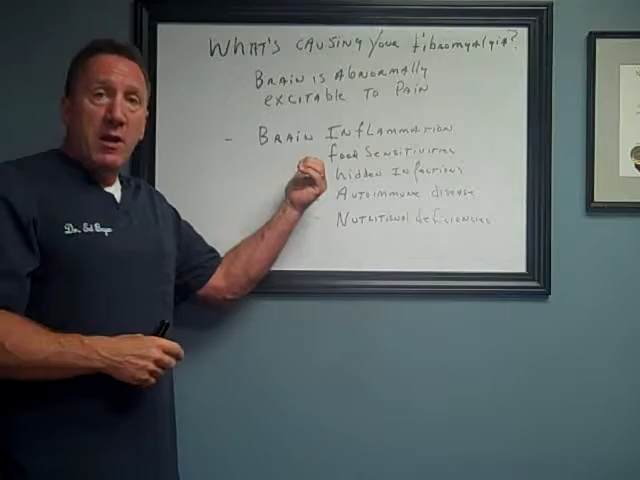 What's causing your fibromyalgia?
Brain is abnormally
excitable to pain
- Brain Inflammation
food sensitivities
hidden infections
Autoimmune disease
Nutritional deficiencies
Dr.